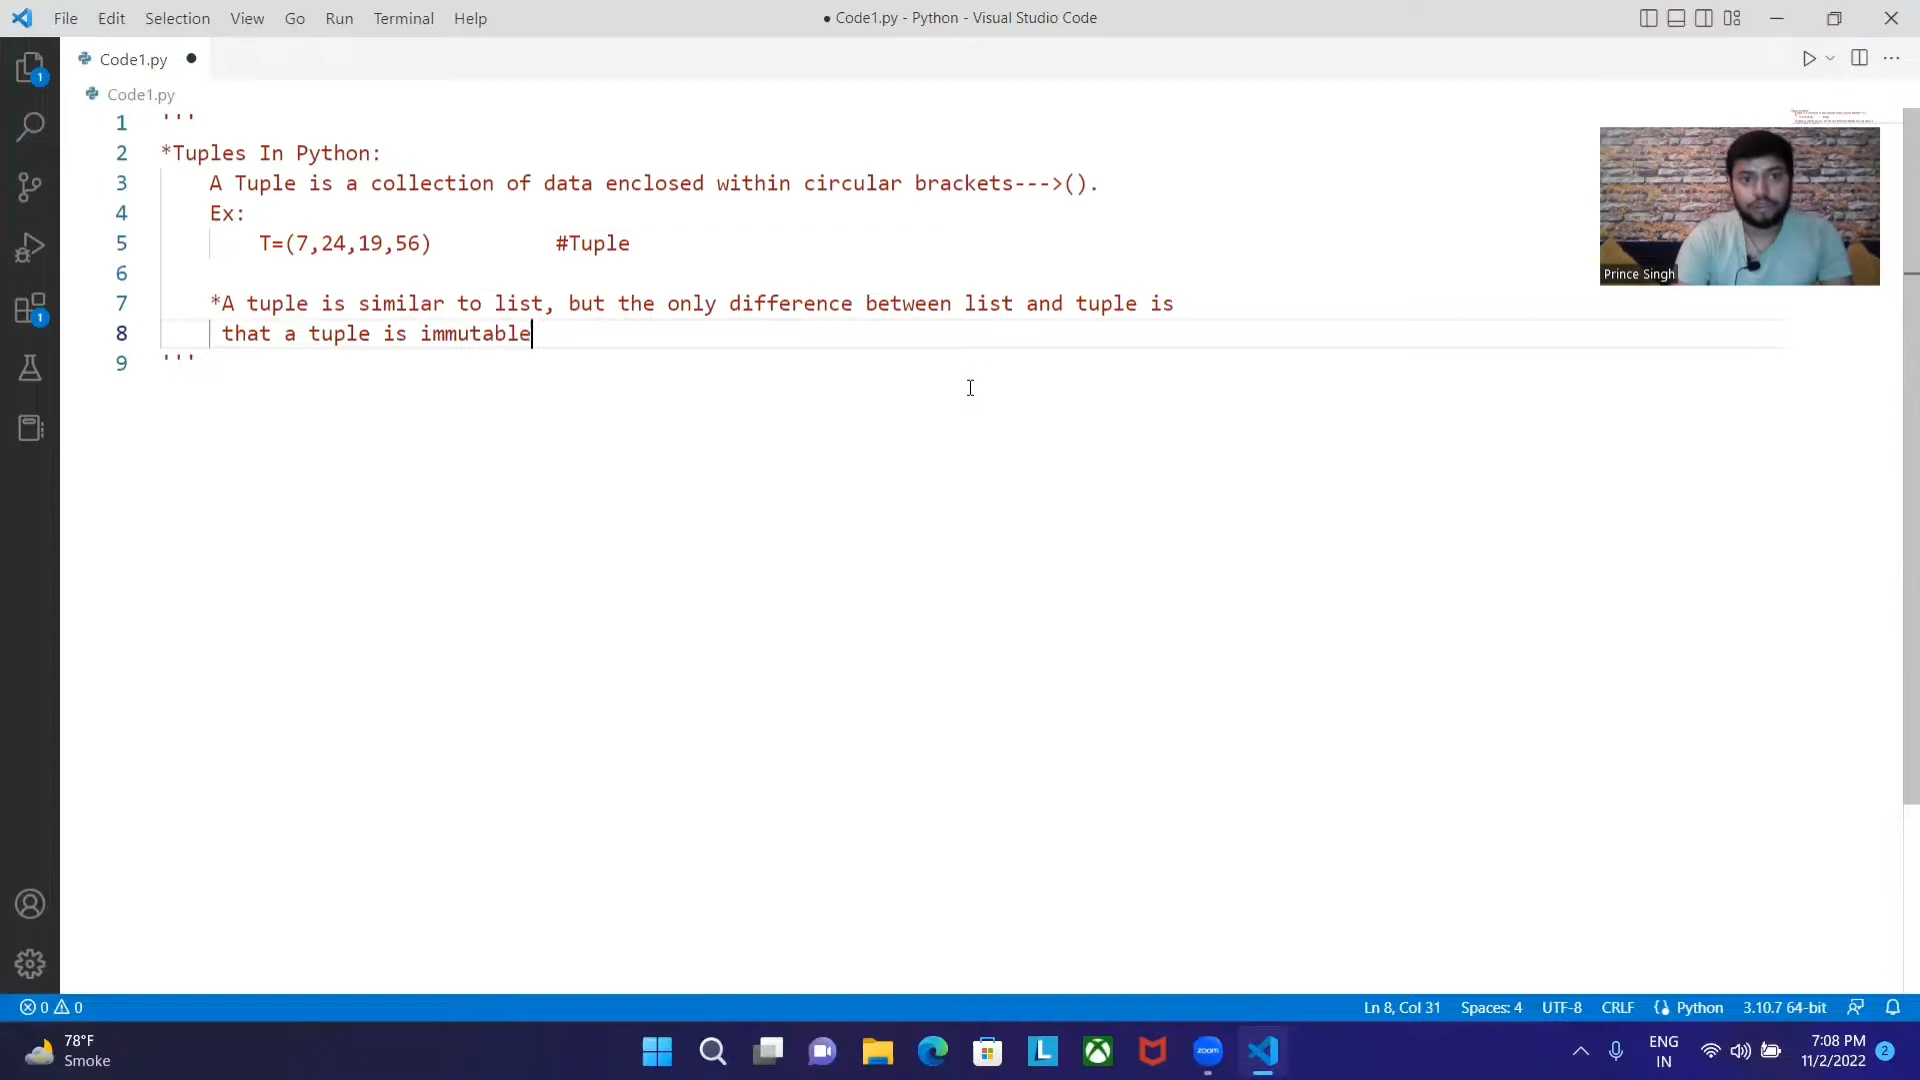 File Edit Selection View Go Run Terminal Help
● Code1.py - Python - Visual Studio Code
Code1.py ●
Code1.py
1 '''
2 *Tuples In Python:
3 A Tuple is a collection of data enclosed within circular brackets--->().
4 Ex:
5 T=(7,24,19,56) #Tuple
6
7 *A tuple is similar to list, but the only difference between list and tuple is
8 that a tuple is immutable
9 '''
Prince Singh
1
1
0 0
Ln 8, Col 31 Spaces: 4 UTF-8 CRLF Python 3.10.7 64-bit
78°F
Smoke
L
zoom
ENG
IN
7:08 PM
11/2/2022
2